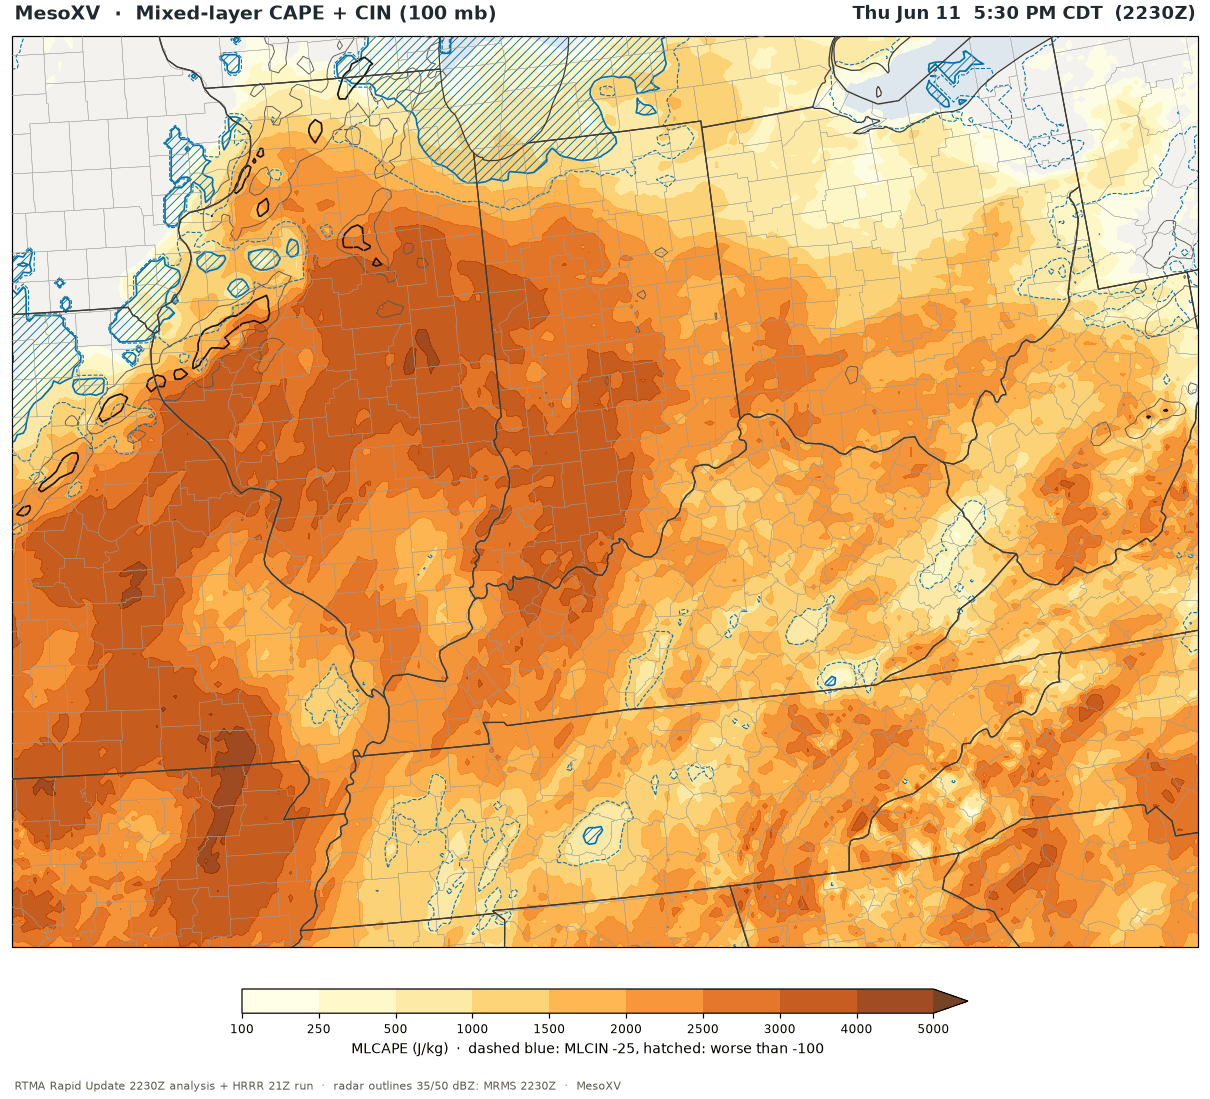 MesoXV · Mixed-layer CAPE + CIN (100 mb)
Thu Jun 11 5:30 PM CDT (2230Z)
100 250 500 1000 1500 2000 2500 3000 4000 5000
MLCAPE (J/kg) · dashed blue: MLCIN -25, hatched: worse than -100
RTMA Rapid Update 2230Z analysis + HRRR 21Z run · radar outlines 35/50 dBZ: MRMS 2230Z · MesoXV